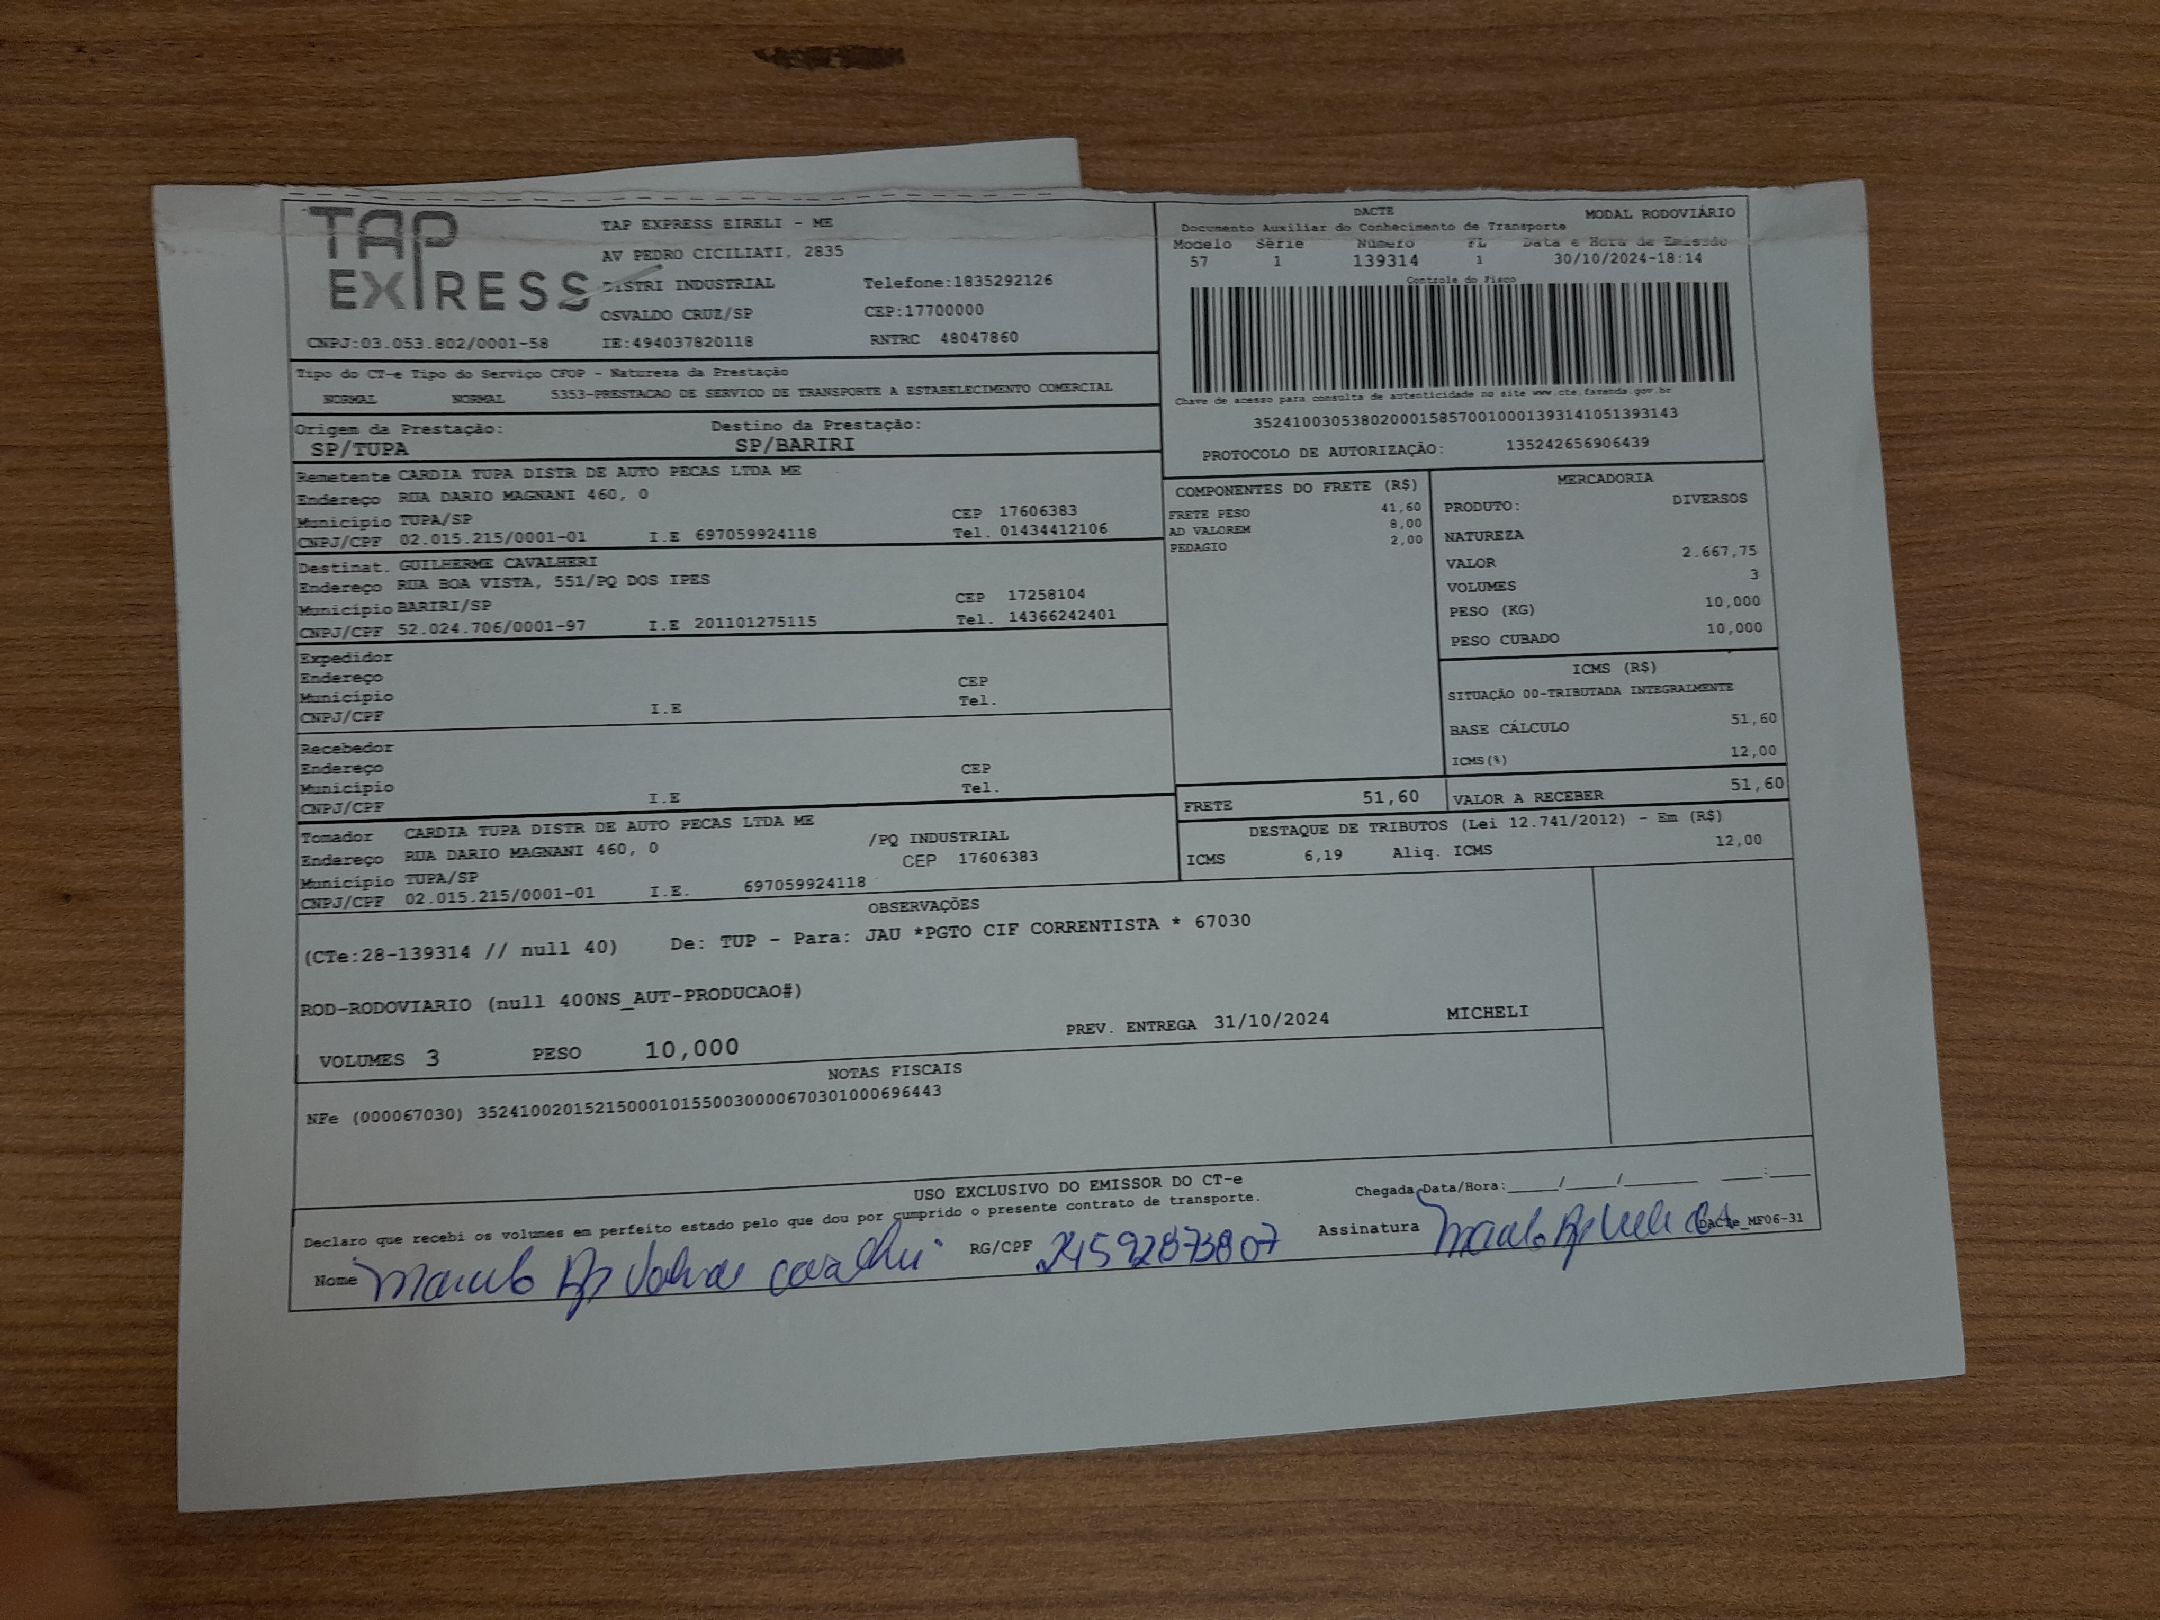 TAP EXPRESS
TAP EXPRESS EIRELI - ME
AV PEDRO CICILIATI, 2835
DISTRI INDUSTRIAL Telefone:1835292126
OSVALDO CRUZ/SP CEP:17700000
CNPJ:03.053.802/0001-58 IE:494037820118 RNTRC 48047860
DACTE MODAL RODOVIÁRIO
Documento Auxiliar do Conhecimento de Transporte
Modelo Série Número FL Data e Hora de Emissão
57 1 139314 1 30/10/2024-18:14
Controle do Fisco
Chave de acesso para consulta de autenticidade no site www.cte.fazenda.gov.br
35241003053802000158570010001393141051393143
PROTOCOLO DE AUTORIZAÇÃO: 135242656906439
Tipo do CT-e Tipo do Serviço CFOP - Natureza da Prestação
NORMAL NORMAL 5353-PRESTACAO DE SERVICO DE TRANSPORTE A ESTABELECIMENTO COMERCIAL
Origem da Prestação: Destino da Prestação:
SP/TUPA SP/BARIRI
Remetente CARDIA TUPA DISTR DE AUTO PECAS LTDA ME
Endereço RUA DARIO MAGNANI 460, 0
Município TUPA/SP CEP 17606383
CNPJ/CPF 02.015.215/0001-01 I.E 697059924118 Tel. 01434412106
Destinat. GUILHERME CAVALHERI
Endereço RUA BOA VISTA, 551/PQ DOS IPES
Município BARIRI/SP CEP 17258104
CNPJ/CPF 52.024.706/0001-97 I.E 201101275115 Tel. 14366242401
Expedidor
Endereço
Município CEP
CNPJ/CPF I.E Tel.
Recebedor
Endereço
Município CEP
CNPJ/CPF I.E Tel.
Tomador CARDIA TUPA DISTR DE AUTO PECAS LTDA ME
Endereço RUA DARIO MAGNANI 460, 0 /PQ INDUSTRIAL
Município TUPA/SP CEP 17606383
CNPJ/CPF 02.015.215/0001-01 I.E. 697059924118
COMPONENTES DO FRETE (R$)
FRETE PESO 41,60
AD VALOREM 8,00
PEDAGIO 2,00
MERCADORIA
PRODUTO: DIVERSOS
NATUREZA
VALOR 2.667,75
VOLUMES 3
PESO (KG) 10,000
PESO CUBADO 10,000
ICMS (R$)
SITUAÇÃO 00-TRIBUTADA INTEGRALMENTE
BASE CÁLCULO 51,60
ICMS(%) 12,00
FRETE 51,60 VALOR A RECEBER 51,60
DESTAQUE DE TRIBUTOS (Lei 12.741/2012) - Em (R$)
ICMS 6,19 Aliq. ICMS 12,00
OBSERVAÇÕES
(CTe:28-139314 // null 40) De: TUP - Para: JAU *PGTO CIF CORRENTISTA * 67030
ROD-RODOVIARIO (null 400NS_AUT-PRODUCAO#)
VOLUMES 3 PESO 10,000 PREV. ENTREGA 31/10/2024 MICHELI
NOTAS FISCAIS
NFe (000067030) 35241002015215000101550030000670301000696443
USO EXCLUSIVO DO EMISSOR DO CT-e
Declaro que recebi os volumes em perfeito estado pelo que dou por cumprido o presente contrato de transporte.
Chegada Data/Hora:_____/_____/_______ ____:____
Nome RG/CPF 24592873807 Assinatura
DACTe_MF06-31